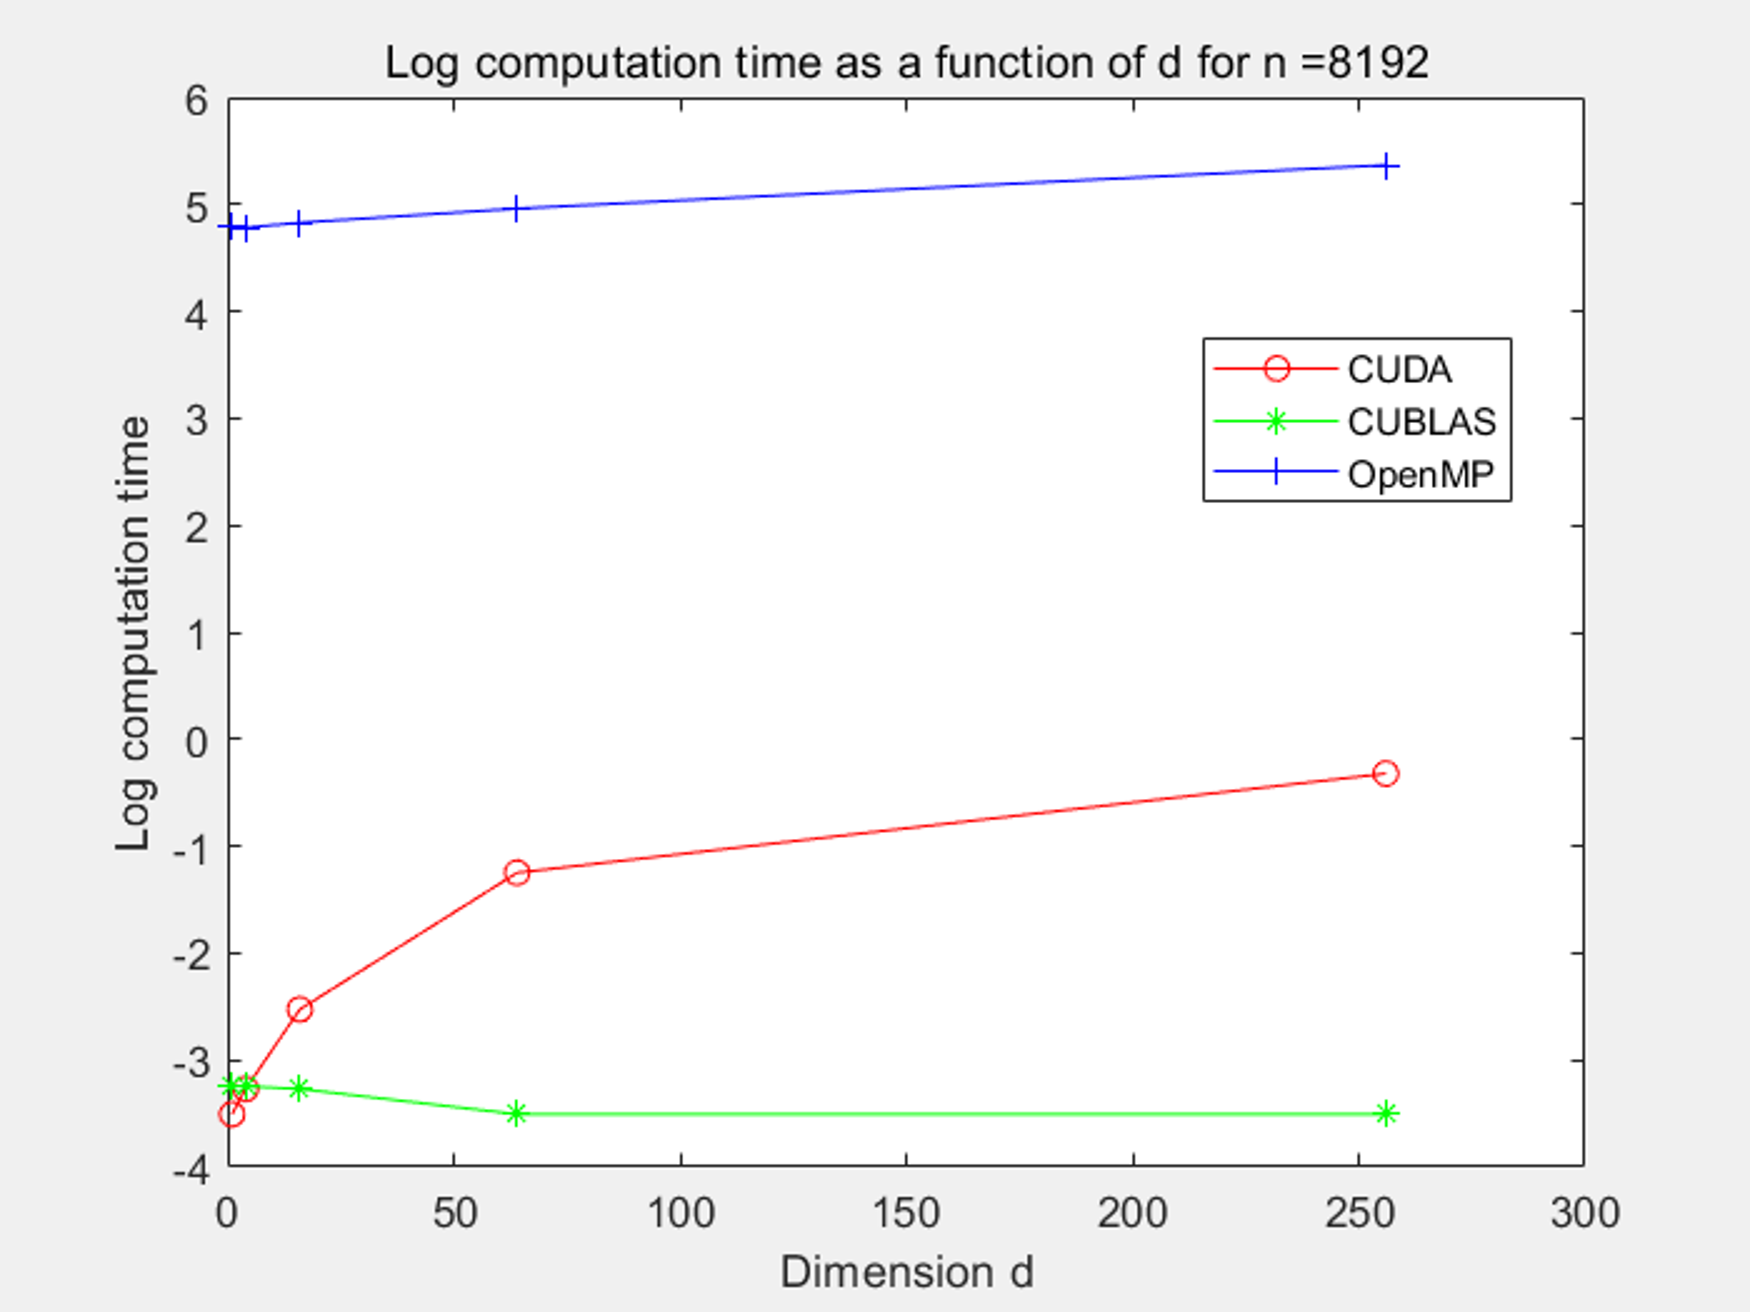 Log computation time as a function of d for n =8192
6
5
4
3
2
1
0
-1
-2
-3
-4
Log computation time
CUDA
CUBLAS
OpenMP
0 50 100 150 200 250 300
Dimension d